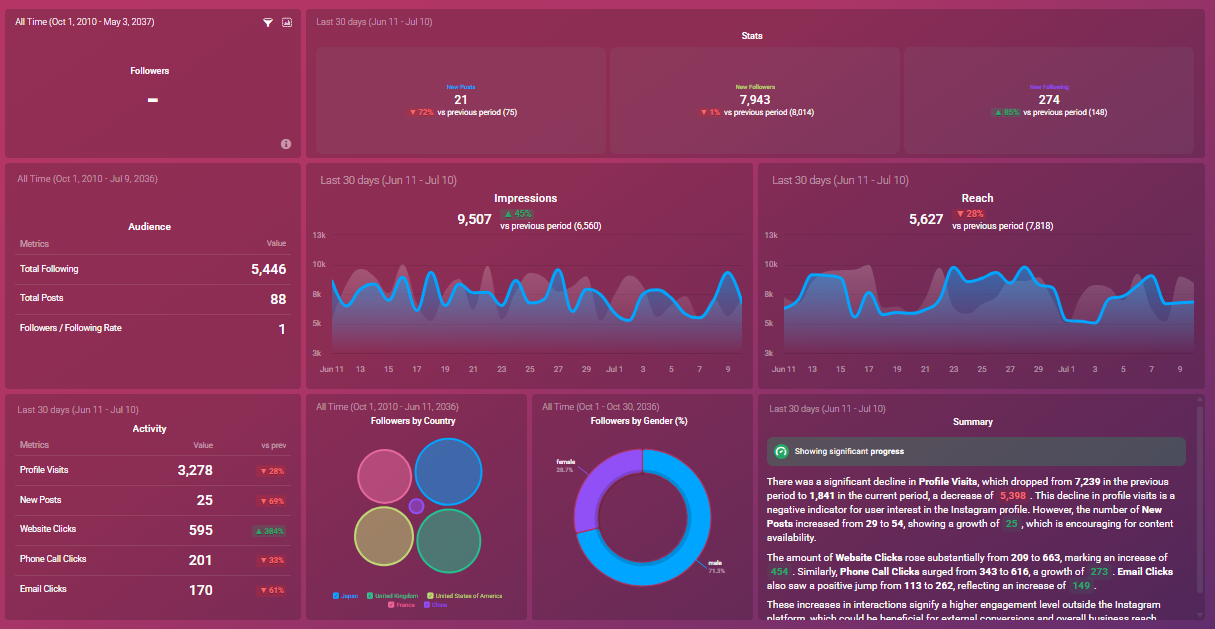 All Time (Oct 1, 2010 - May 3, 2037)
Followers
–
Last 30 days (Jun 11 - Jul 10)
Stats
New Posts
21
▼ 72% vs previous period (75)
New Followers
7,943
▼ 1% vs previous period (8,014)
New Following
274
▲ 85% vs previous period (148)
All Time (Oct 1, 2010 - Jul 9, 2036)
Audience
Metrics Value
Total Following 5,446
Total Posts 88
Followers / Following Rate 1
Last 30 days (Jun 11 - Jul 10)
Impressions
9,507 ▲ 45%
vs previous period (6,560)
13k
10k
8k
5k
3k
Jun 11 13 15 17 19 21 23 25 27 29 Jul 1 3 5 7 9
Last 30 days (Jun 11 - Jul 10)
Reach
5,627 ▼ 28%
vs previous period (7,818)
13k
10k
8k
5k
3k
Jun 11 13 15 17 19 21 23 25 27 29 Jul 1 3 5 7 9
Last 30 days (Jun 11 - Jul 10)
Activity
Metrics Value vs prev
Profile Visits 3,278 ▼ 28%
New Posts 25 ▼ 69%
Website Clicks 595 ▲ 384%
Phone Call Clicks 201 ▼ 33%
Email Clicks 170 ▼ 61%
All Time (Oct 1, 2010 - Jun 11, 2036)
Followers by Country
Japan United Kingdom United States of America
France China
All Time (Oct 1 - Oct 30, 2036)
Followers by Gender (%)
female
28.7%
male
71.3%
Last 30 days (Jun 11 - Jul 10)
Summary
Showing significant progress
There was a significant decline in Profile Visits, which dropped from 7,239 in the previous
period to 1,841 in the current period, a decrease of 5,398 . This decline in profile visits is a
negative indicator for user interest in the Instagram profile. However, the number of New
Posts increased from 29 to 54, showing a growth of 25 , which is encouraging for content
availability.
The amount of Website Clicks rose substantially from 209 to 663, marking an increase of
454 . Similarly, Phone Call Clicks surged from 343 to 616, a growth of 273 . Email Clicks
also saw a positive jump from 113 to 262, reflecting an increase of 149 .
These increases in interactions signify a higher engagement level outside the Instagram
platform, which could be beneficial for external conversions and overall business reach